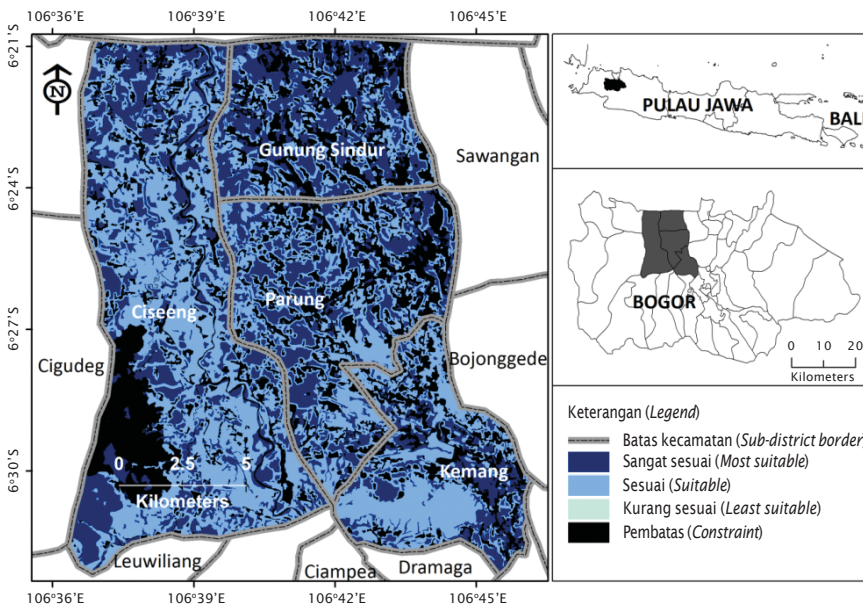 106°36'E 106°39'E 106°42'E 106°45'E
6°21'S
6°24'S
6°27'S
6°30'S
N
Gunung Sindur
Sawangan
Parung
Ciseeng
Cigudeg
Bojonggede
Kemang
0 2.5 5
Kilometers
Leuwiliang
Ciampea
Dramaga
106°36'E 106°39'E 106°42'E 106°45'E
PULAU JAWA
BALI
BOGOR
0 10 20
Kilometers
Keterangan (Legend)
Batas kecamatan (Sub-district border)
Sangat sesuai (Most suitable)
Sesuai (Suitable)
Kurang sesuai (Least suitable)
Pembatas (Constraint)